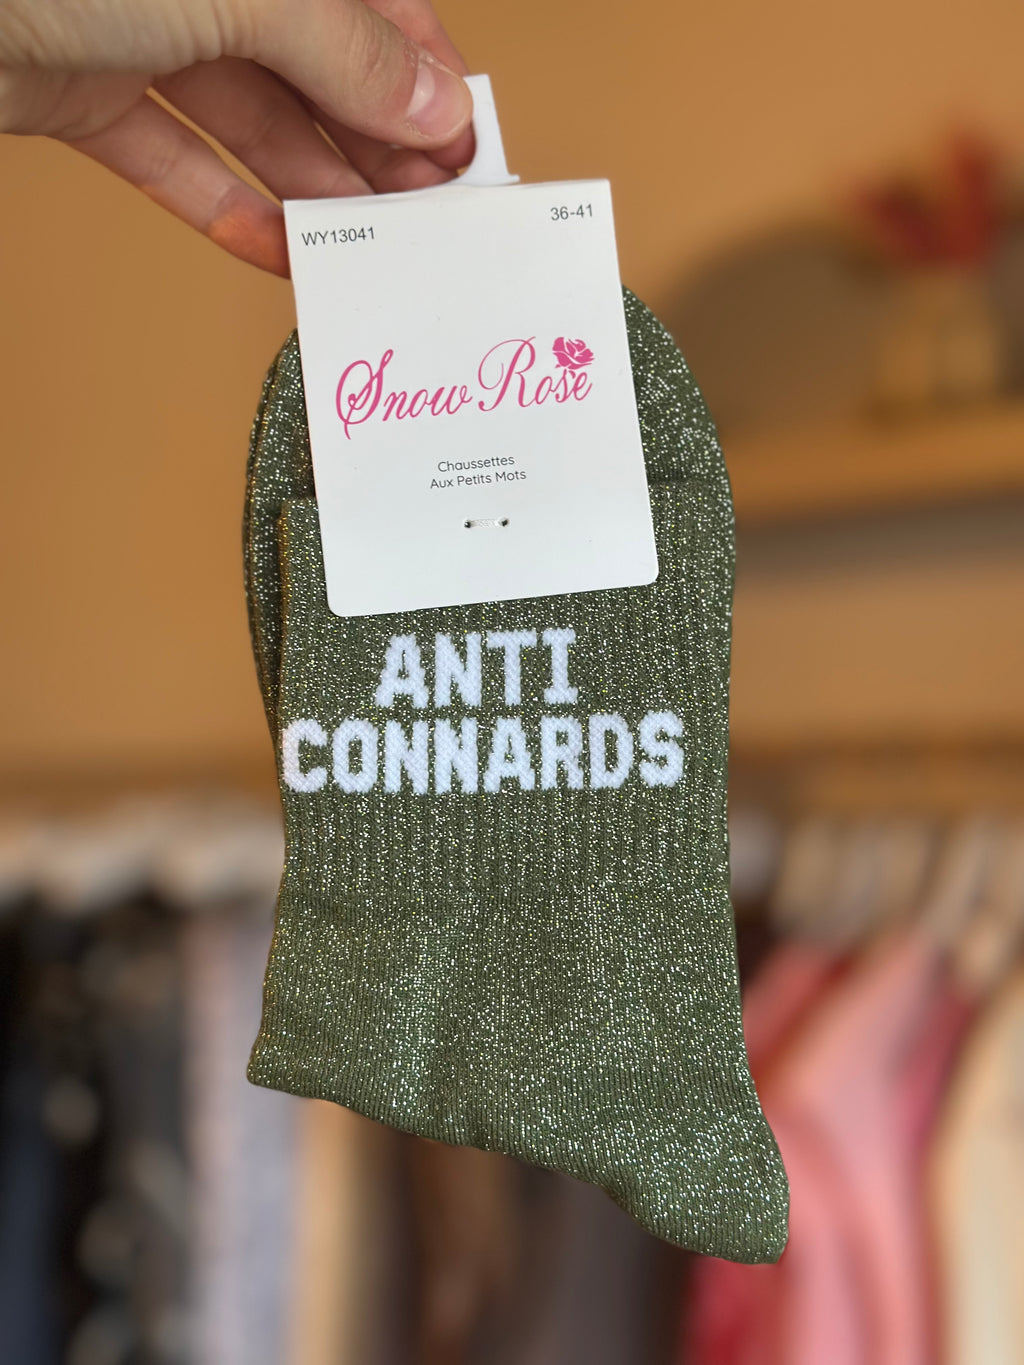 WY13041
36-41
Snow Rose
Chaussettes
Aux Petits Mots
ANTI
CONNARDS